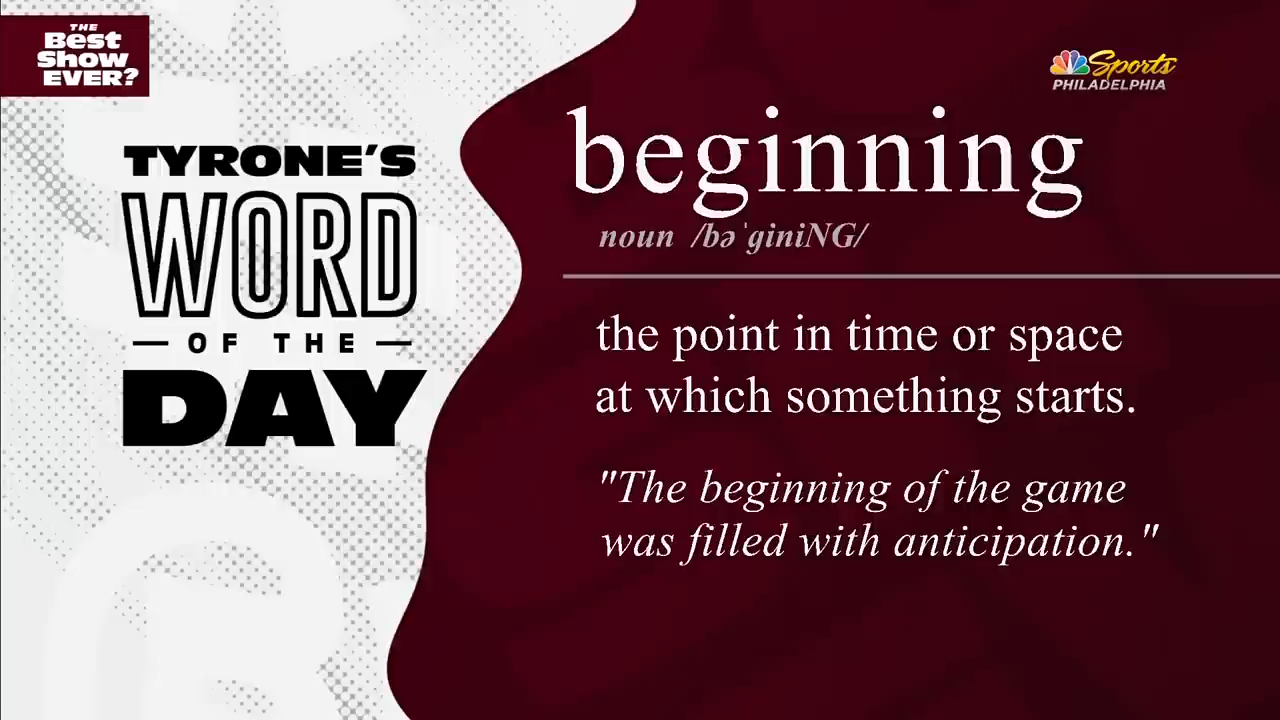 THE
Best
Show
EVER?
Sports
PHILADELPHIA
TYRONE'S
WORD
OF THE
DAY
beginning
noun /bəˈginiNG/
the point in time or space
at which something starts.
"The beginning of the game
was filled with anticipation."